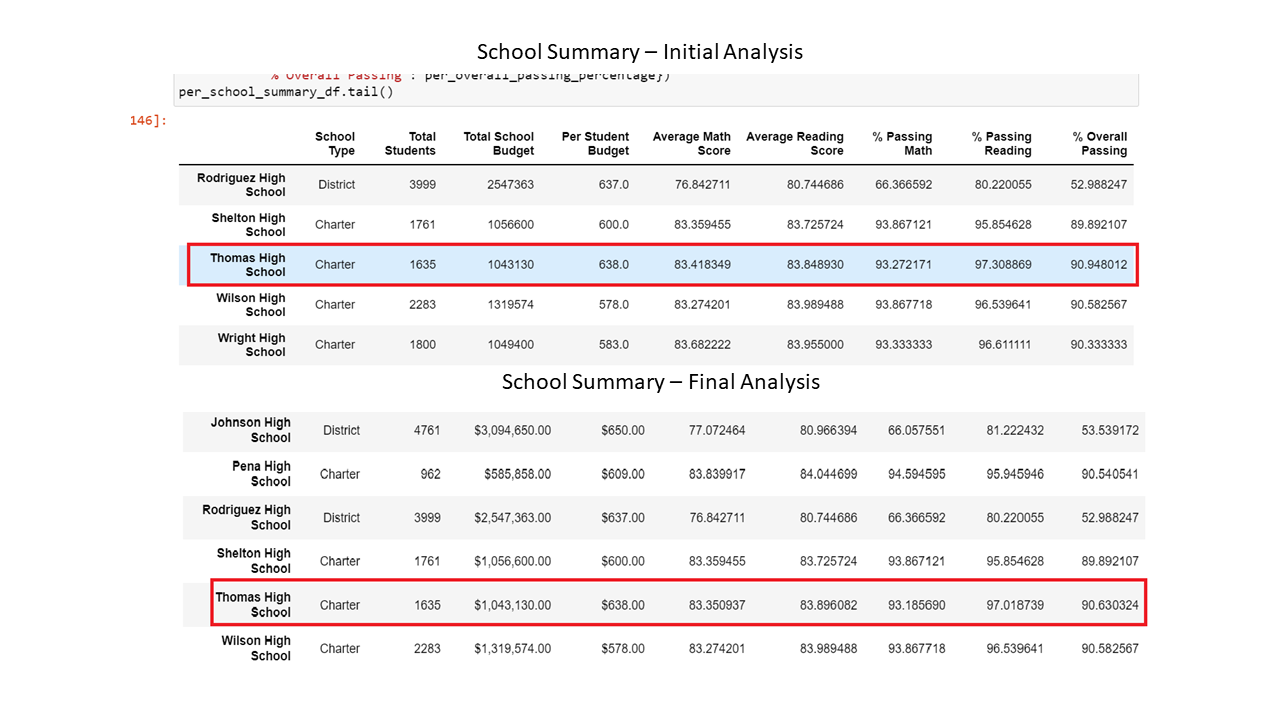 School Summary – Initial Analysis
% Overall Passing : per_overall_passing_percentage})
per_school_summary_df.tail()
146]:
School Type Total Students Total School Budget Per Student Budget Average Math Score Average Reading Score % Passing Math % Passing Reading % Overall Passing
Rodriguez High School District 3999 2547363 637.0 76.842711 80.744686 66.366592 80.220055 52.988247
Shelton High School Charter 1761 1056600 600.0 83.359455 83.725724 93.867121 95.854628 89.892107
Thomas High School Charter 1635 1043130 638.0 83.418349 83.848930 93.272171 97.308869 90.948012
Wilson High School Charter 2283 1319574 578.0 83.274201 83.989488 93.867718 96.539641 90.582567
Wright High School Charter 1800 1049400 583.0 83.682222 83.955000 93.333333 96.611111 90.333333
School Summary – Final Analysis
Johnson High School District 4761 $3,094,650.00 $650.00 77.072464 80.966394 66.057551 81.222432 53.539172
Pena High School Charter 962 $585,858.00 $609.00 83.839917 84.044699 94.594595 95.945946 90.540541
Rodriguez High School District 3999 $2,547,363.00 $637.00 76.842711 80.744686 66.366592 80.220055 52.988247
Shelton High School Charter 1761 $1,056,600.00 $600.00 83.359455 83.725724 93.867121 95.854628 89.892107
Thomas High School Charter 1635 $1,043,130.00 $638.00 83.350937 83.896082 93.185690 97.018739 90.630324
Wilson High School Charter 2283 $1,319,574.00 $578.00 83.274201 83.989488 93.867718 96.539641 90.582567